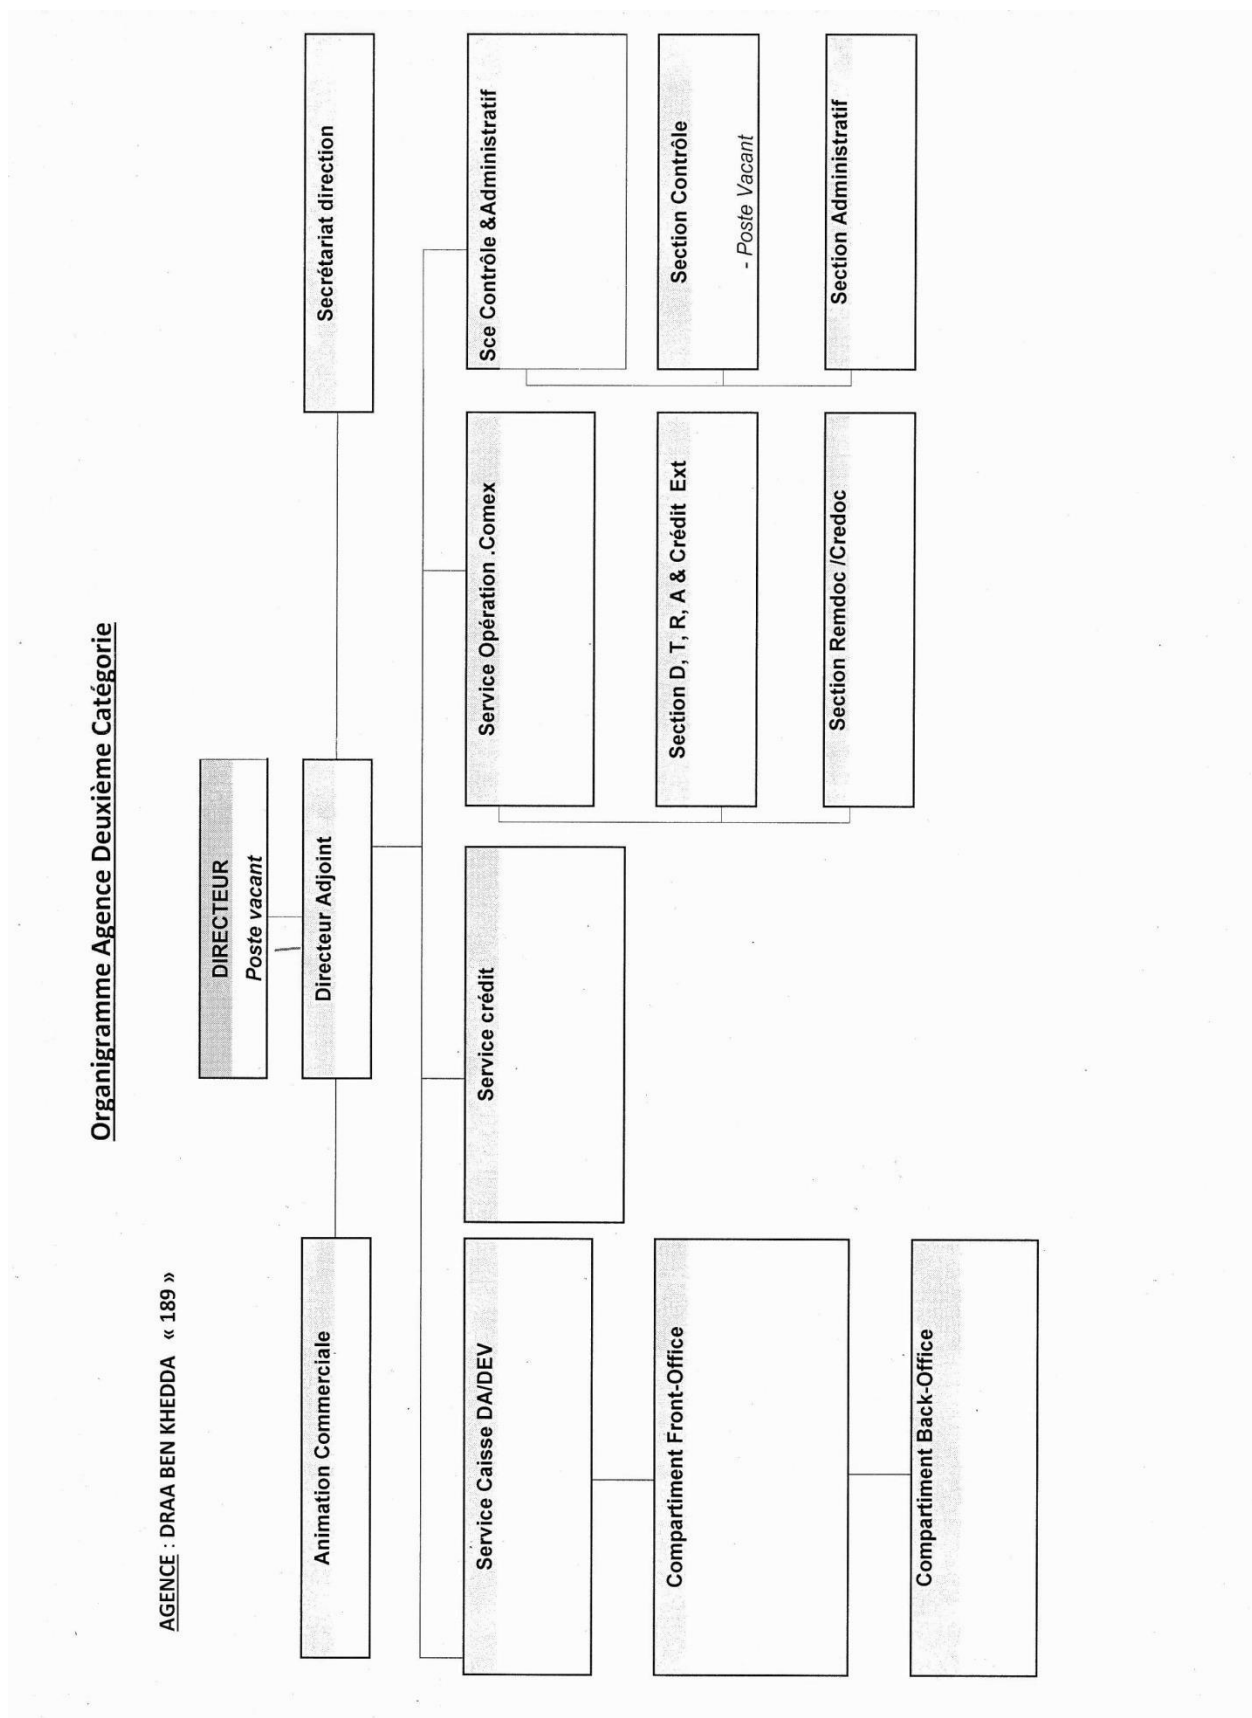 Organigramme Agence Deuxième Catégorie
AGENCE : DRAA BEN KHEDDA « 189 »
DIRECTEUR
Poste vacant
Animation Commerciale
Directeur Adjoint
Secrétariat direction
Service Caisse DA/DEV
Service crédit
Service Opération .Comex
Sce Contrôle &Administratif
Compartiment Front-Office
Section D, T, R, A & Crédit Ext
Section Contrôle
- Poste Vacant
Compartiment Back-Office
Section Remdoc /Credoc
Section Administratif